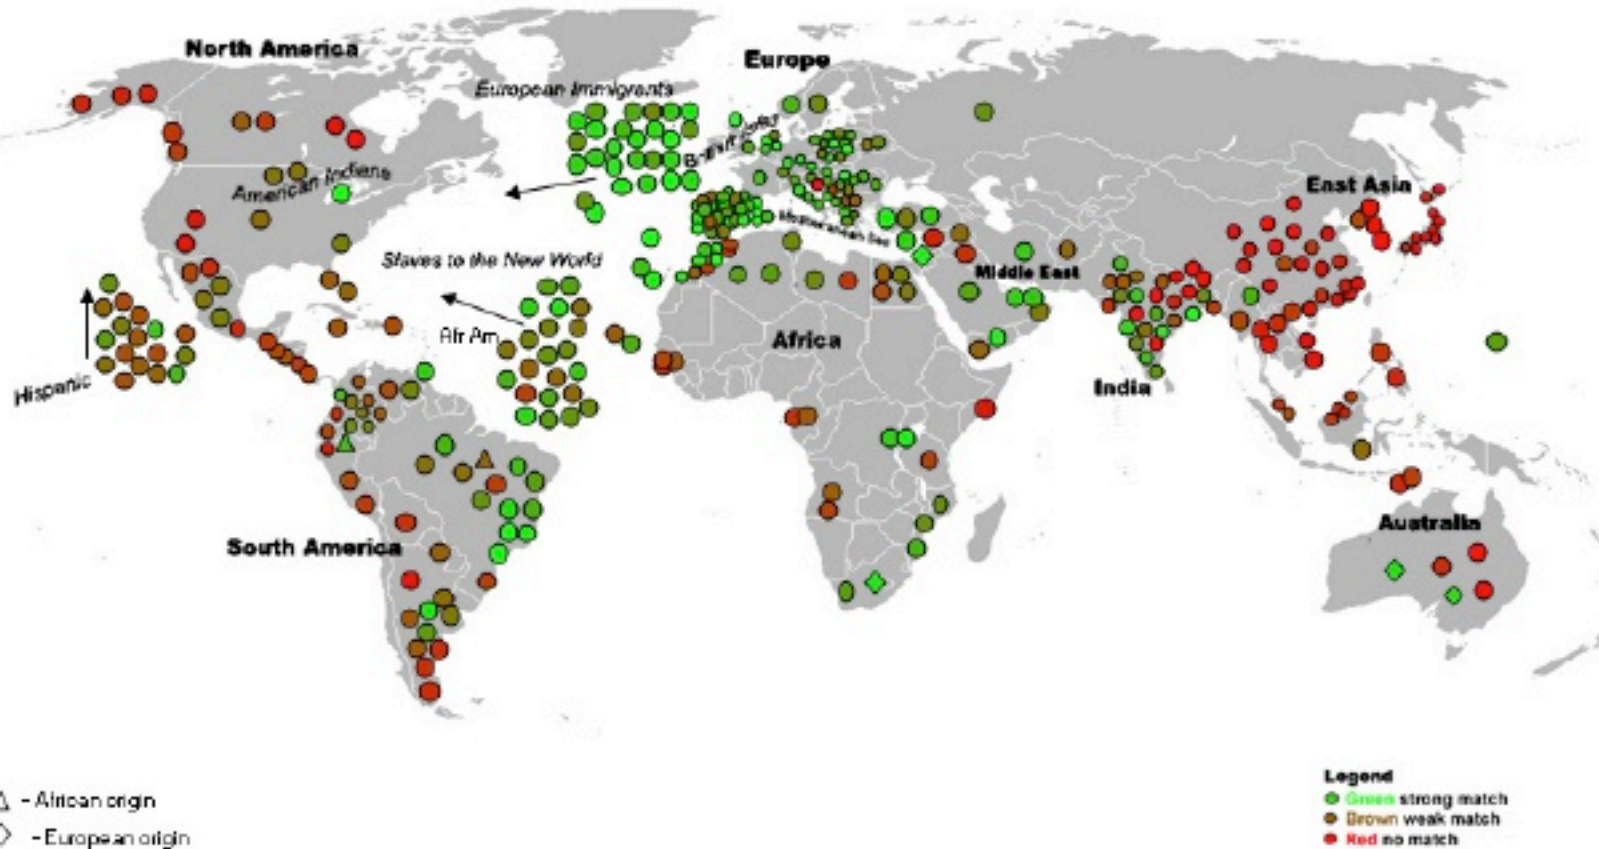 North America
Europe
European Immigrants
American Indians
East Asia
Mediterranean Sea
Slaves to the New World
Middle East
Afr Am
Africa
Hispanic
India
South America
Australia
Legend
Green strong match
Brown weak match
Red no match
- African origin
- European origin